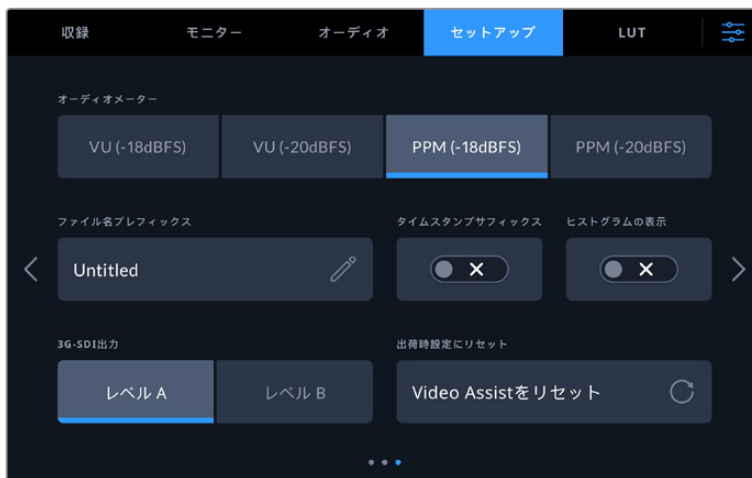 収録 モニター オーディオ セットアップ LUT
オーディオメーター
VU (-18dBFS) VU (-20dBFS) PPM (-18dBFS) PPM (-20dBFS)
ファイル名プレフィックス タイムスタンプサフィックス ヒストグラムの表示
Untitled
3G-SDI出力 出荷時設定にリセット
レベル A レベル B Video Assistをリセット